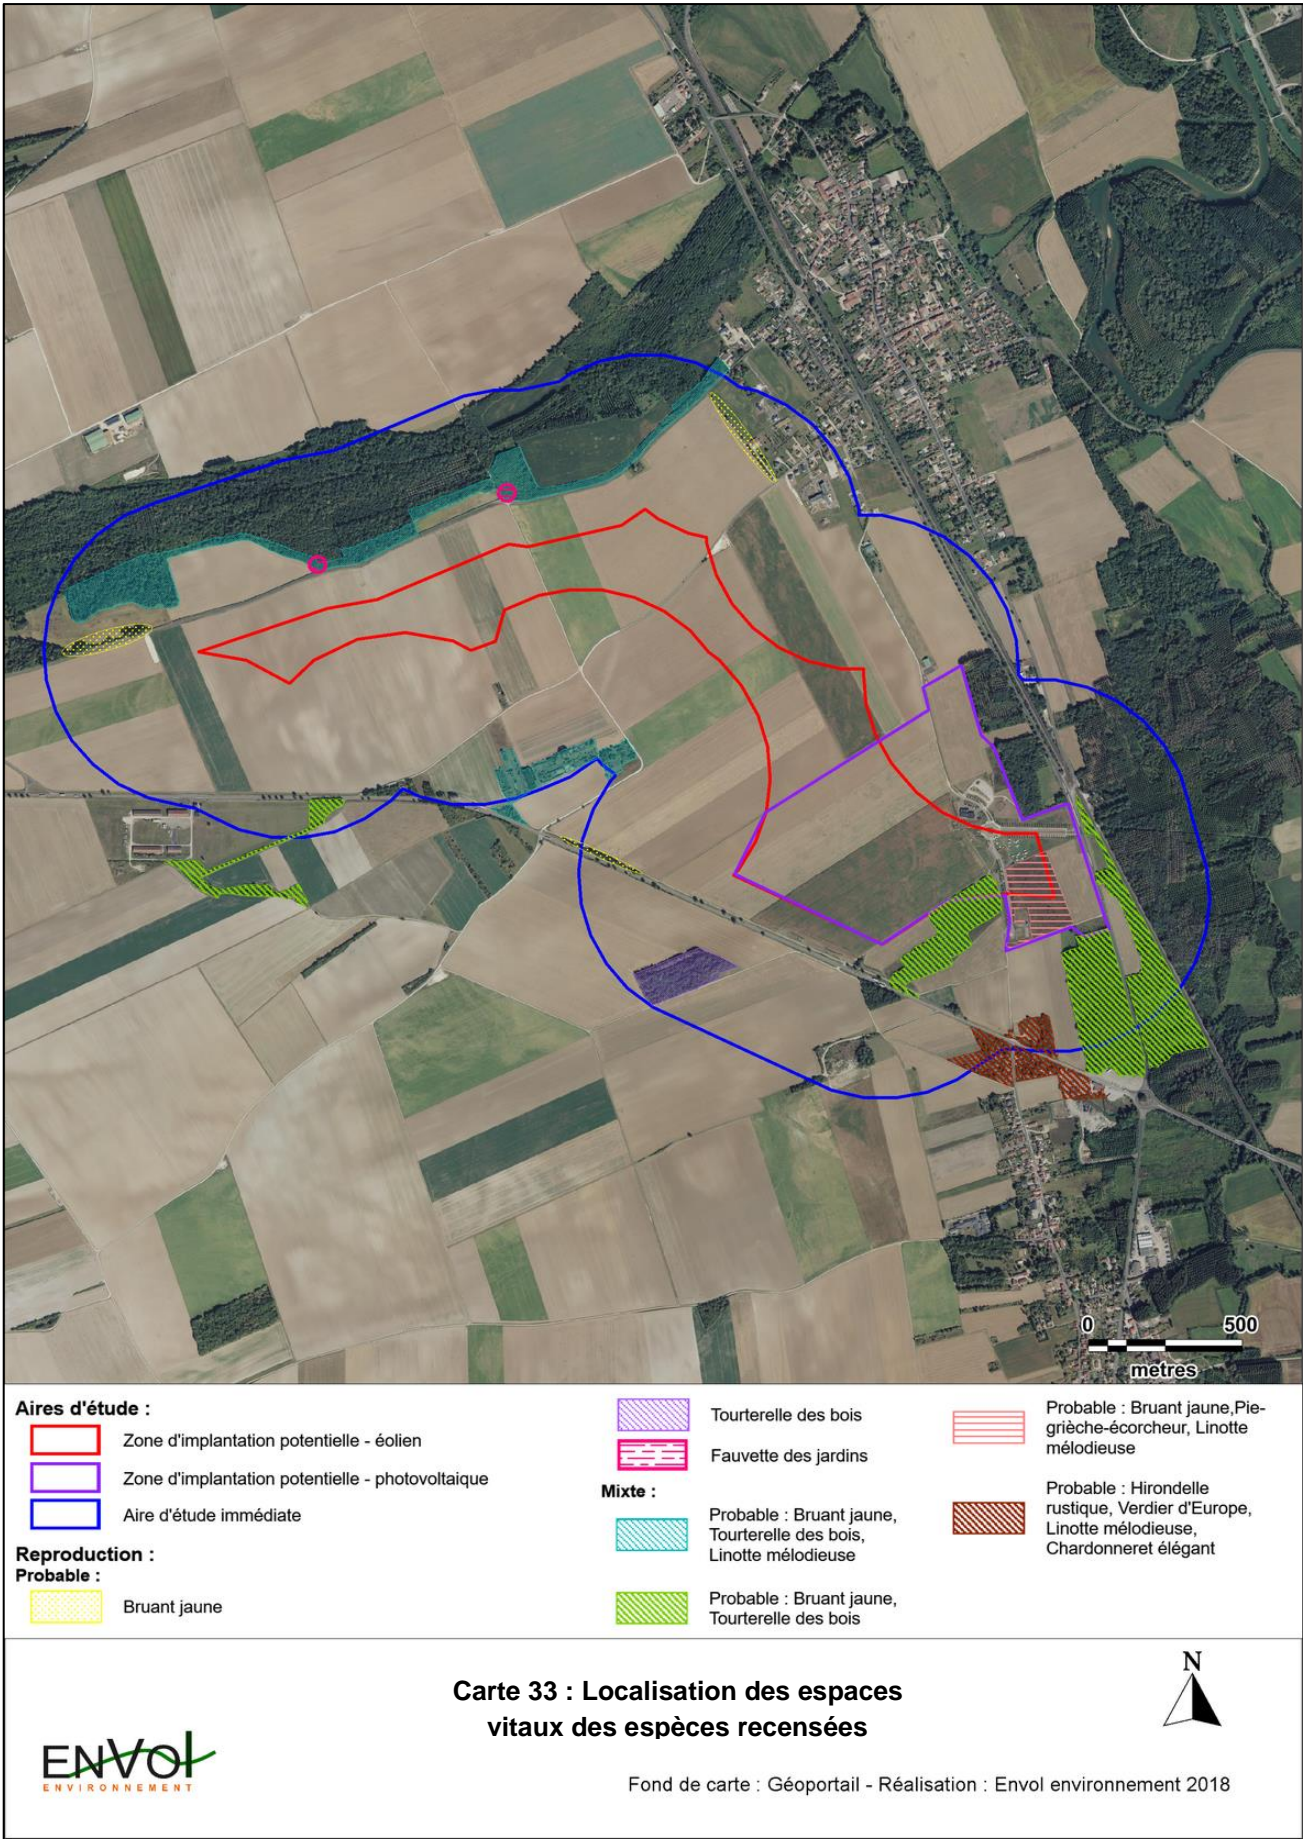 0 500
metres
Aires d'étude :
Zone d'implantation potentielle - éolien
Zone d'implantation potentielle - photovoltaique
Aire d'étude immédiate
Reproduction :
Probable :
Bruant jaune
Tourterelle des bois
Fauvette des jardins
Mixte :
Probable : Bruant jaune,
Tourterelle des bois,
Linotte mélodieuse
Probable : Bruant jaune,
Tourterelle des bois
Probable : Bruant jaune,Pie-
grièche-écorcheur, Linotte
mélodieuse
Probable : Hirondelle
rustique, Verdier d'Europe,
Linotte mélodieuse,
Chardonneret élégant
Carte 33 : Localisation des espaces
vitaux des espèces recensées
N
ENVOl
ENVIRONNEMENT
Fond de carte : Géoportail - Réalisation : Envol environnement 2018